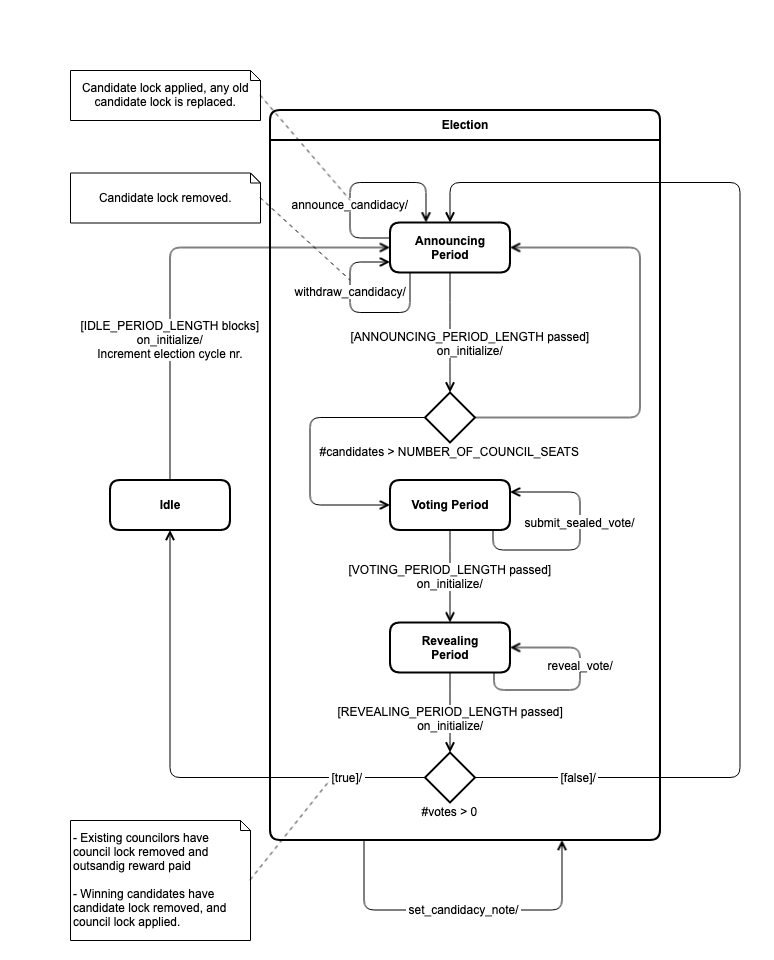 Candidate lock applied, any old
candidate lock is replaced.
Election
Candidate lock removed.
announce_candidacy/
Announcing
Period
withdraw_candidacy/
[IDLE_PERIOD_LENGTH blocks]
on_initialize/
Increment election cycle nr.
[ANNOUNCING_PERIOD_LENGTH passed]
on_initialize/
#candidates > NUMBER_OF_COUNCIL_SEATS
Idle
Voting Period
submit_sealed_vote/
[VOTING_PERIOD_LENGTH passed]
on_initialize/
Revealing
Period
reveal_vote/
[REVEALING_PERIOD_LENGTH passed]
on_initialize/
[true]/
[false]/
#votes > 0
- Existing councilors have
council lock removed and
outsandig reward paid
- Winning candidates have
candidate lock removed, and
council lock applied.
set_candidacy_note/